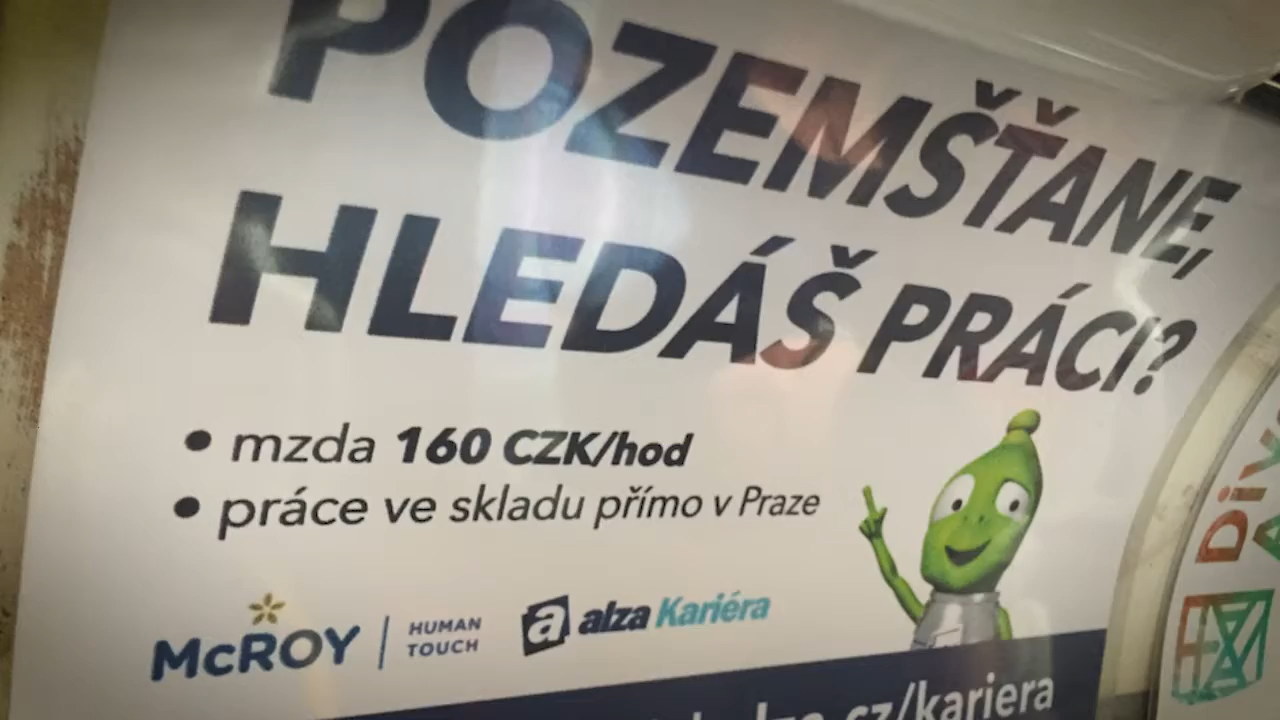 POZEMŠŤANE,
HLEDÁŠ PRÁCI?
• mzda 160 CZK/hod
• práce ve skladu přímo v Praze
McROY | HUMAN TOUCH
a alza Kariéra
cz/kariera